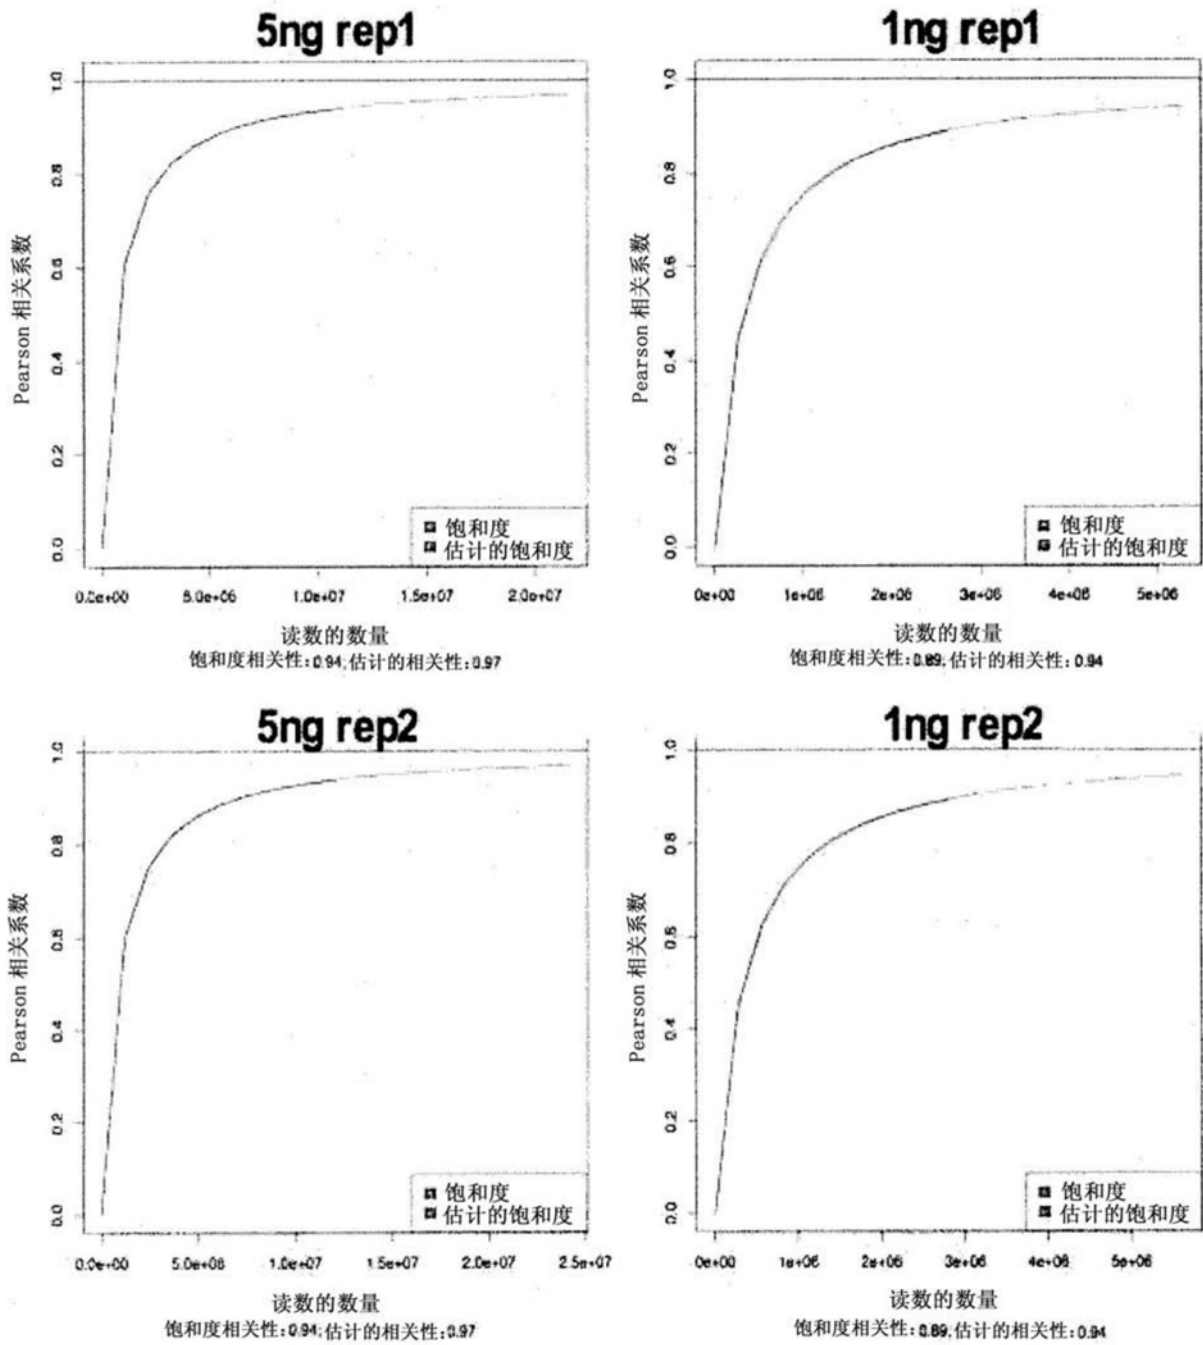 5ng rep1
1.0
0.8
0.6
0.4
0.2
0.0
Pearson 相关系数
饱和度
估计的饱和度
0.0e+00 5.0e+06 1.0e+07 1.5e+07 2.0e+07
读数的数量
饱和度相关性:0.94;估计的相关性:0.97
1ng rep1
1.0
0.8
0.6
0.4
0.2
0.0
Pearson 相关系数
饱和度
估计的饱和度
0e+00 1e+06 2e+06 3e+06 4e+06 5e+06
读数的数量
饱和度相关性:0.89;估计的相关性:0.94
5ng rep2
1.0
0.8
0.6
0.4
0.2
0.0
Pearson 相关系数
饱和度
估计的饱和度
0.0e+00 5.0e+06 1.0e+07 1.5e+07 2.0e+07 2.5e+07
读数的数量
饱和度相关性:0.94;估计的相关性:0.97
1ng rep2
1.0
0.8
0.6
0.4
0.2
0.0
Pearson 相关系数
饱和度
估计的饱和度
0e+00 1e+06 2e+06 3e+06 4e+06 5e+06
读数的数量
饱和度相关性:0.89,估计的相关性:0.94